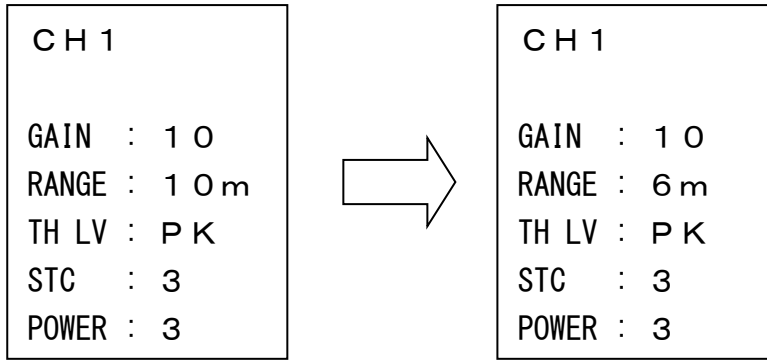 CH1
GAIN : 10
RANGE : 10m
TH LV : PK
STC : 3
POWER : 3
CH1
GAIN : 10
RANGE : 6m
TH LV : PK
STC : 3
POWER : 3